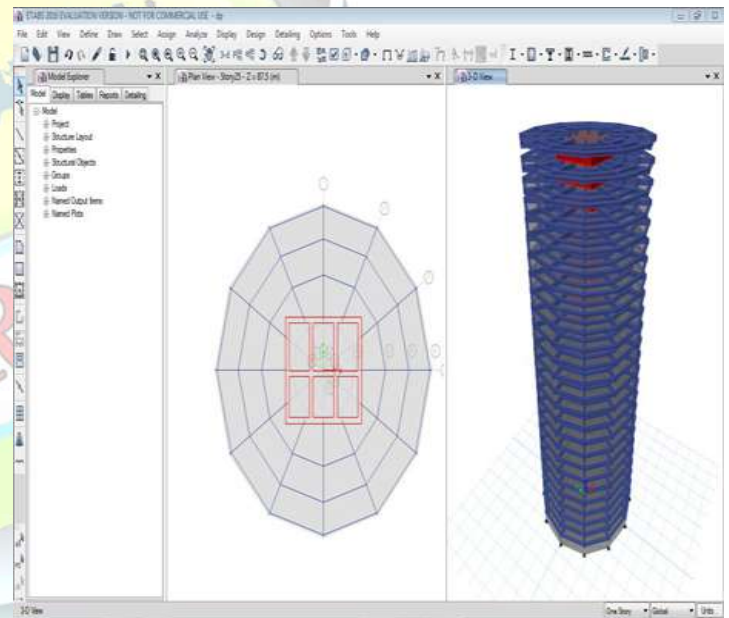 ETABS 2016 EVALUATION VERSION - NOT FOR COMMERCIAL USE - dp
File Edit View Define Draw Select Assign Analyze Display Design Detailing Options Tools Help
Model Explorer
Model Display Tables Reports Detailing
Model
Project
Structure Layout
Properties
Structural Objects
Groups
Loads
Named Output Items
Named Plots
Plan View - Story25 - Z = 87.5 (m)
3-D View
3-D View
One Story
Global
Units...